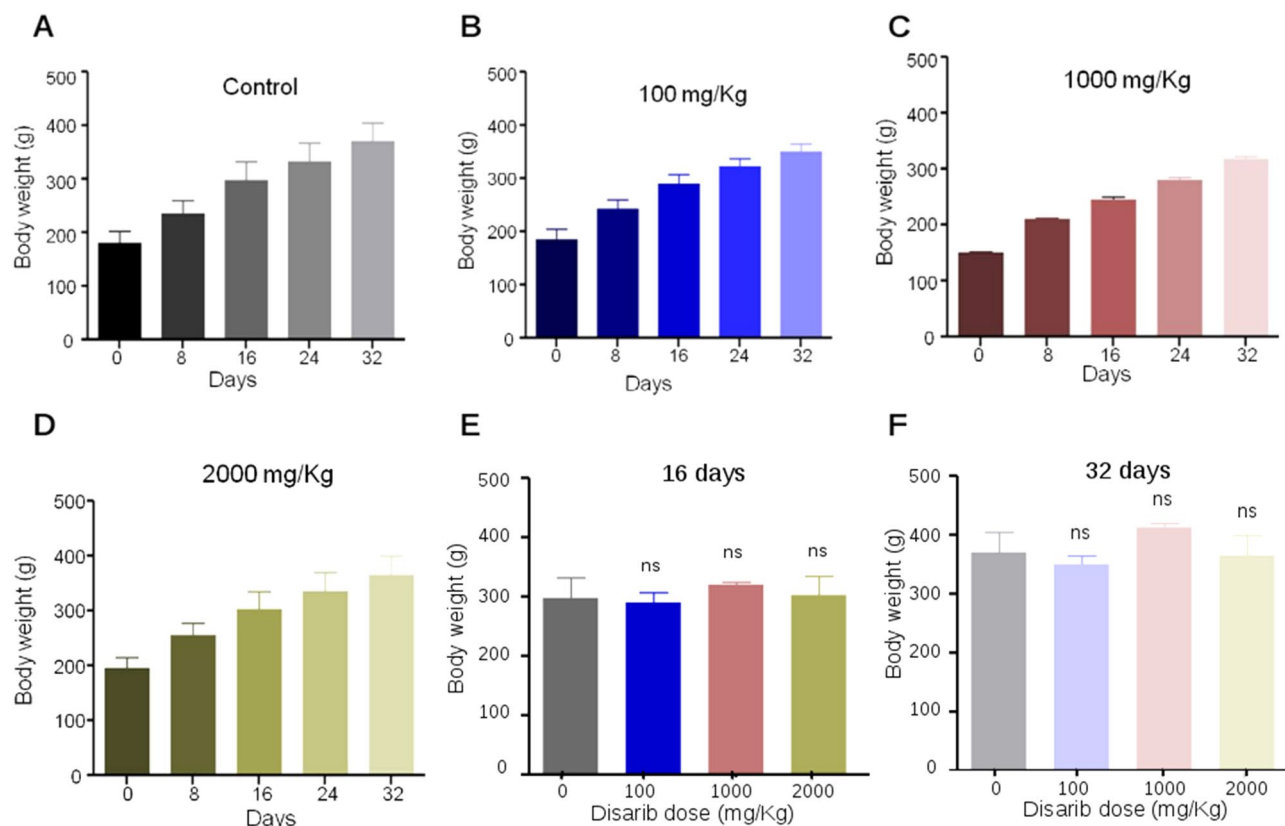 A
Control
Body weight (g)
500
400
300
200
100
0
0 8 16 24 32
Days
B
100 mg/Kg
Body weight (g)
500
400
300
200
100
0
0 8 16 24 32
Days
C
1000 mg/Kg
Body weight (g)
500
400
300
200
100
0
0 8 16 24 32
Days
D
2000 mg/Kg
Body weight (g)
500
400
300
200
100
0
0 8 16 24 32
Days
E
16 days
Body weight (g)
500
400
300
200
100
0
ns ns ns
0 100 1000 2000
Disarib dose (mg/Kg)
F
32 days
Body weight (g)
500
400
300
200
100
0
ns ns ns
0 100 1000 2000
Disarib dose (mg/Kg)